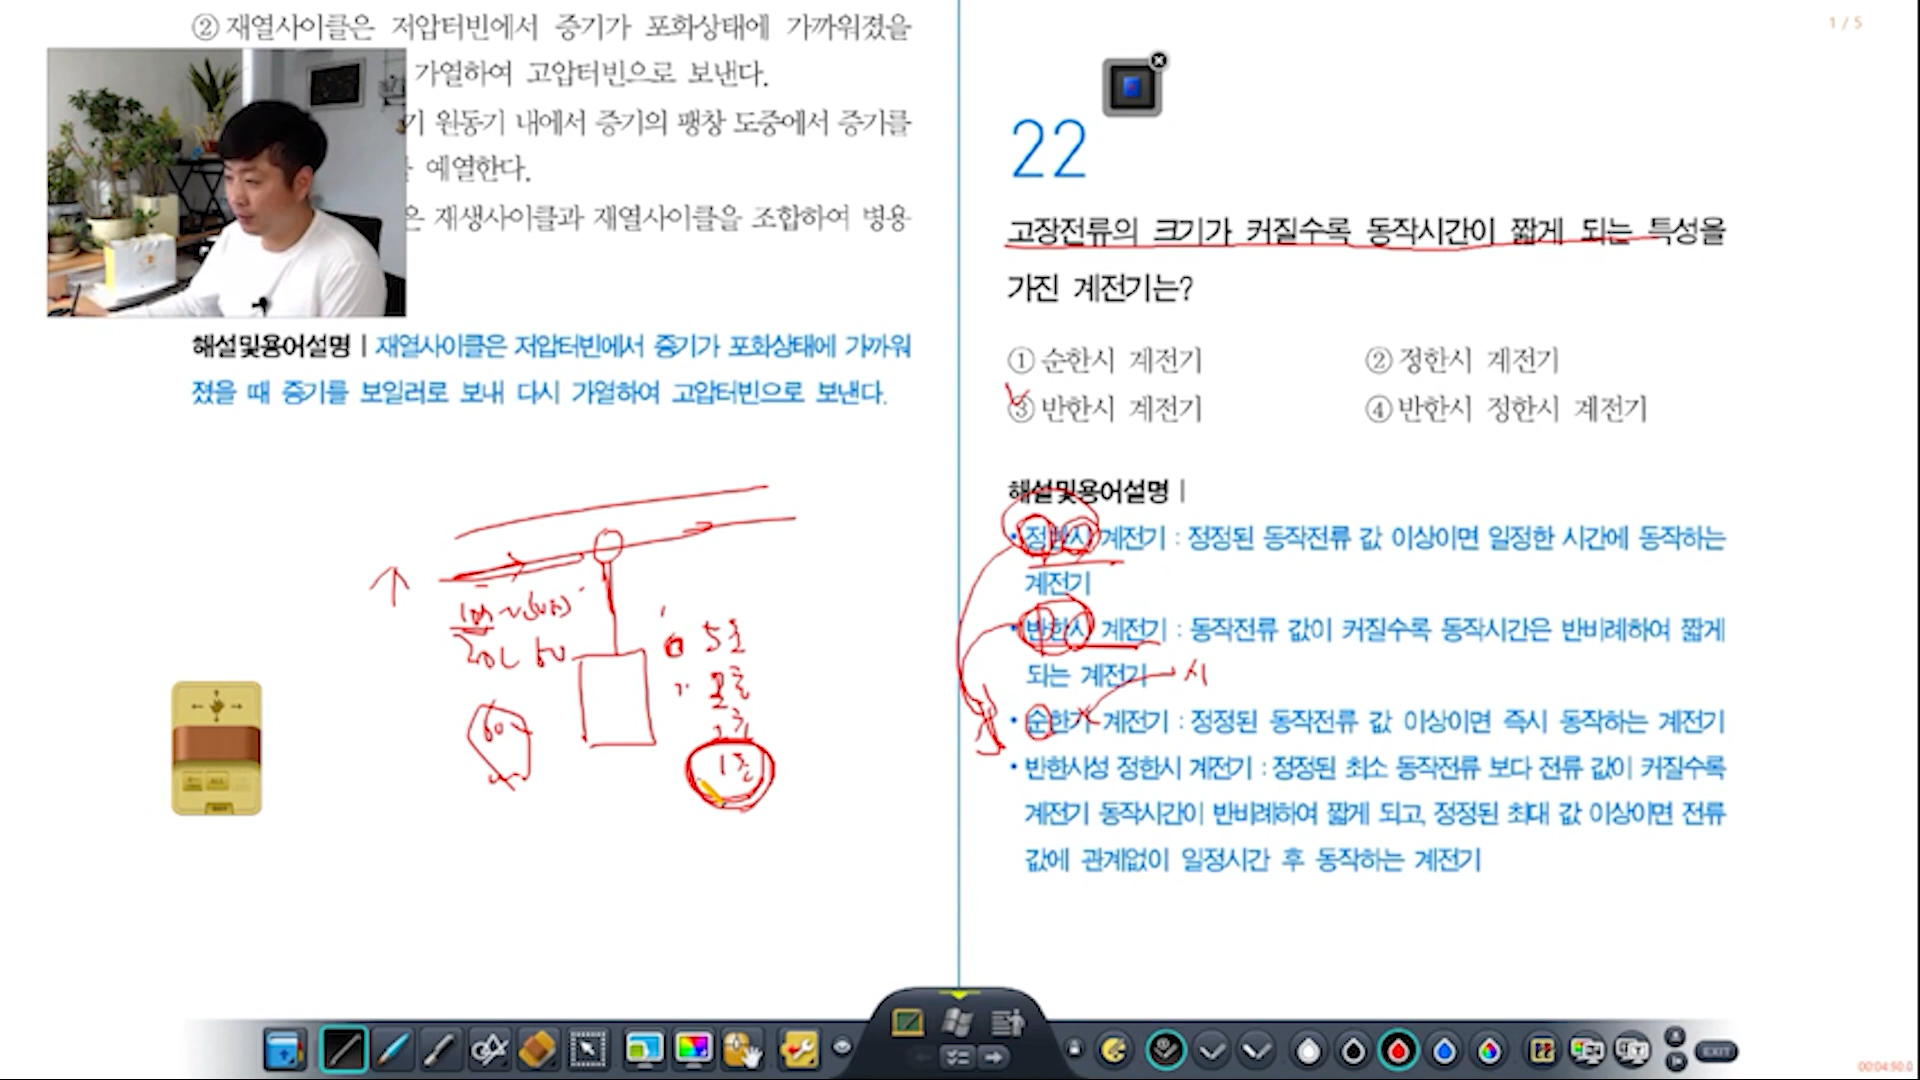 ② 재열사이클은 저압터빈에서 증기가 포화상태에 가까워졌을
가열하여 고압터빈으로 보낸다.
기 원동기 내에서 증기의 팽창 도중에서 증기를
예열한다.
은 재생사이클과 재열사이클을 조합하여 병용
해설및용어설명 | 재열사이클은 저압터빈에서 증기가 포화상태에 가까워
졌을 때 증기를 보일러로 보내 다시 가열하여 고압터빈으로 보낸다.
5초
1초
60
1 / 5
22
고장전류의 크기가 커질수록 동작시간이 짧게 되는 특성을
가진 계전기는?
① 순한시 계전기
② 정한시 계전기
③ 반한시 계전기
④ 반한시 정한시 계전기
해설및용어설명 |
• 정한시 계전기 : 정정된 동작전류 값 이상이면 일정한 시간에 동작하는
계전기
• 반한시 계전기 : 동작전류 값이 커질수록 동작시간은 반비례하여 짧게
되는 계전기
시
• 순한기 계전기 : 정정된 동작전류 값 이상이면 즉시 동작하는 계전기
• 반한시성 정한시 계전기 : 정정된 최소 동작전류 보다 전류 값이 커질수록
계전기 동작시간이 반비례하여 짧게 되고, 정정된 최대 값 이상이면 전류
값에 관계없이 일정시간 후 동작하는 계전기
EXIT
00:04:50.0